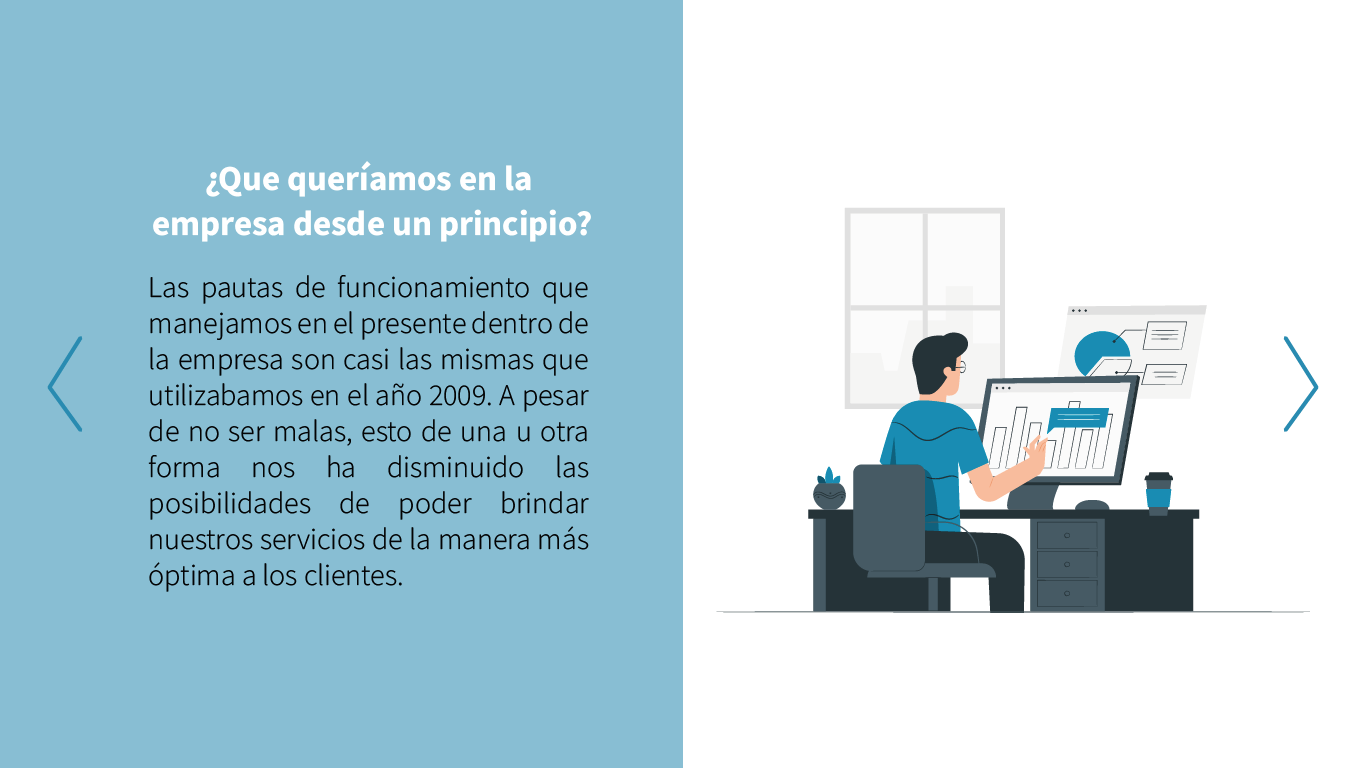 ¿Que queríamos en la
empresa desde un principio?
Las pautas de funcionamiento que
manejamos en el presente dentro de
la empresa son casi las mismas que
utilizabamos en el año 2009. A pesar
de no ser malas, esto de una u otra
forma nos ha disminuido las
posibilidades de poder brindar
nuestros servicios de la manera más
óptima a los clientes.